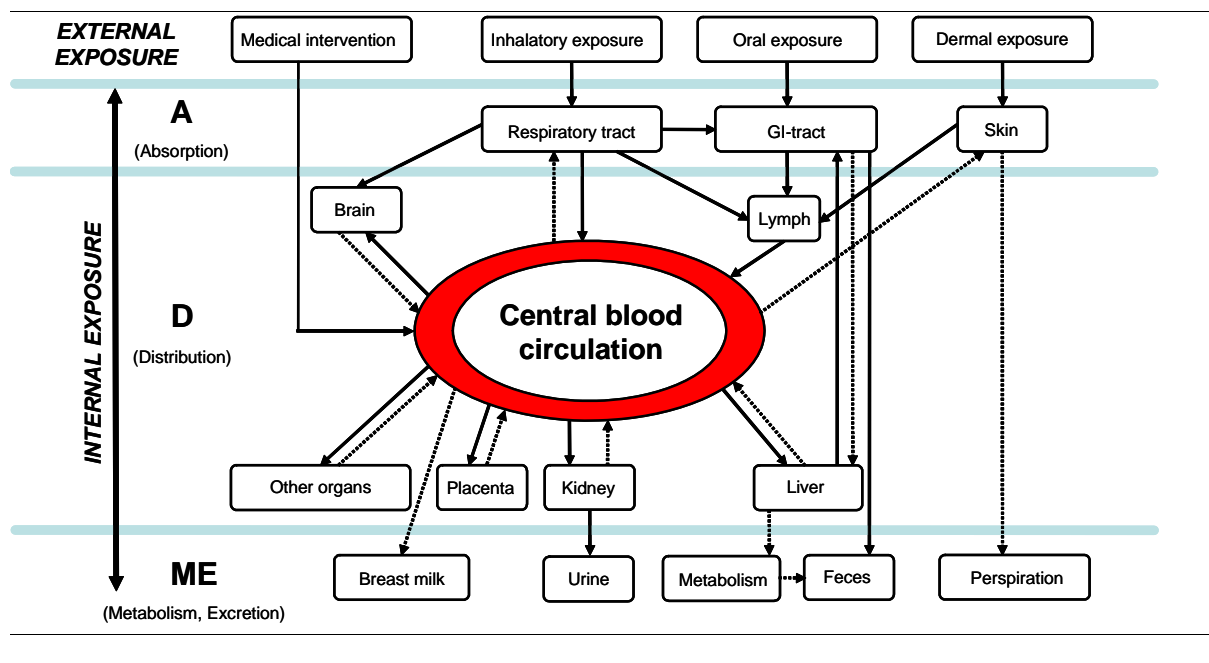 EXTERNAL
EXPOSURE
Medical intervention
Inhalatory exposure
Oral exposure
Dermal exposure
A
(Absorption)
Respiratory tract
GI-tract
Skin
Brain
Lymph
INTERNAL EXPOSURE
D
(Distribution)
Central blood
circulation
Other organs
Placenta
Kidney
Liver
ME
(Metabolism, Excretion)
Breast milk
Urine
Metabolism
Feces
Perspiration